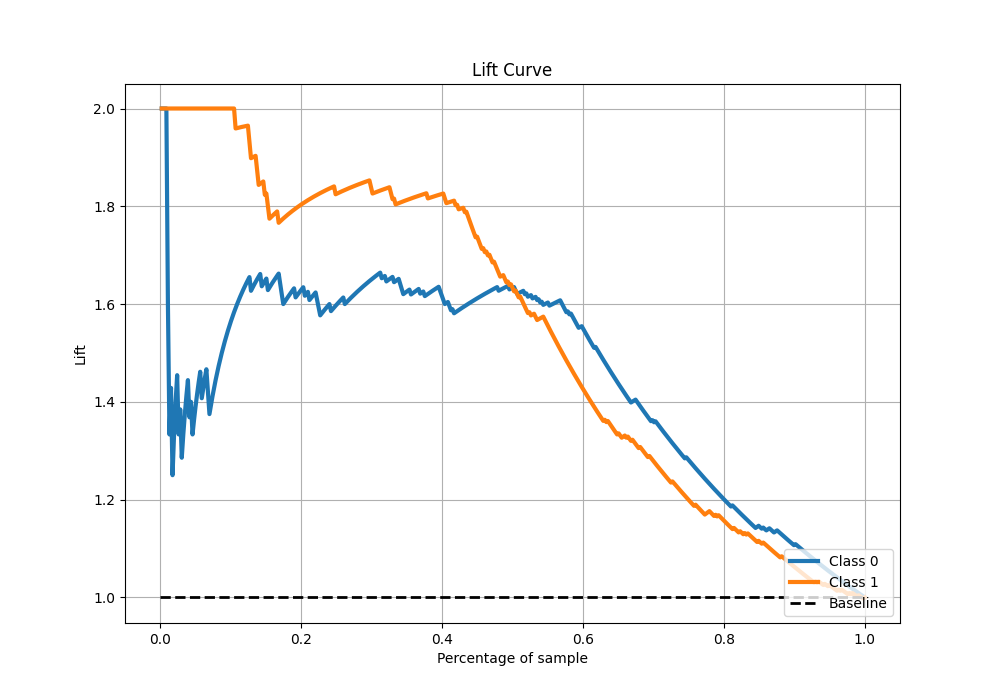 Lift Curve
Lift
2.0
1.8
1.6
1.4
1.2
1.0
0.0 0.2 0.4 0.6 0.8 1.0
Percentage of sample
Class 0
Class 1
Baseline